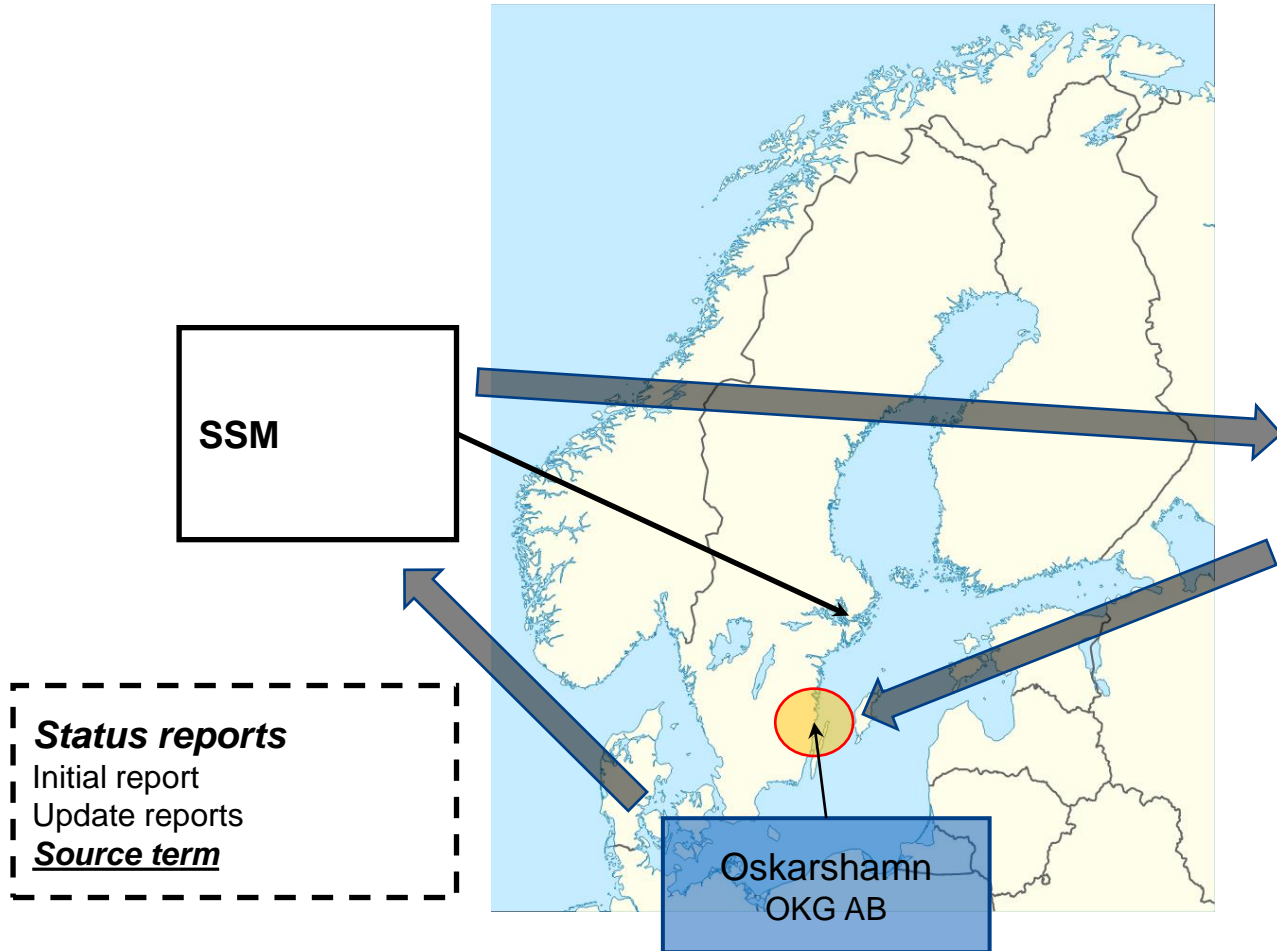 SSM
Status reports
Initial report
Update reports
Source term
Oskarshamn
OKG AB